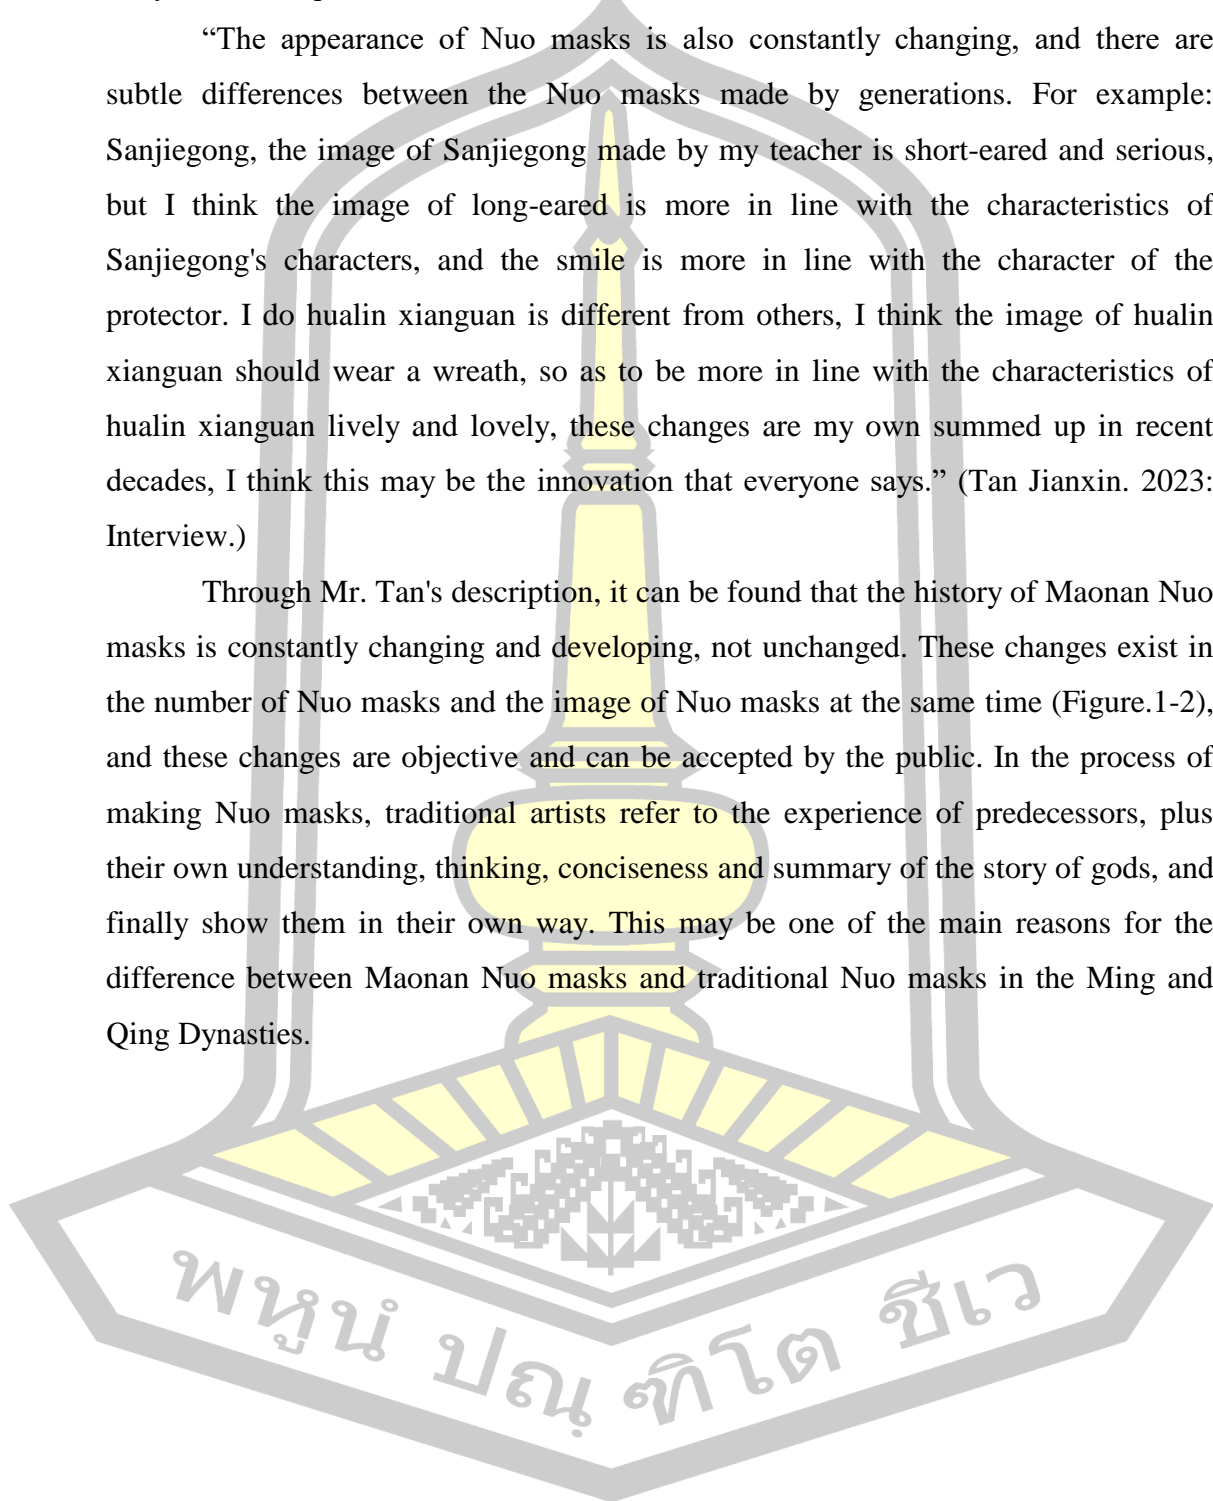 “The appearance of Nuo masks is also constantly changing, and there are
subtle differences between the Nuo masks made by generations. For example:
Sanjiegong, the image of Sanjiegong made by my teacher is short-eared and serious,
but I think the image of long-eared is more in line with the characteristics of
Sanjiegong's characters, and the smile is more in line with the character of the
protector. I do hualin xianguan is different from others, I think the image of hualin
xianguan should wear a wreath, so as to be more in line with the characteristics of
hualin xianguan lively and lovely, these changes are my own summed up in recent
decades, I think this may be the innovation that everyone says.” (Tan Jianxin. 2023:
Interview.)
Through Mr. Tan's description, it can be found that the history of Maonan Nuo
masks is constantly changing and developing, not unchanged. These changes exist in
the number of Nuo masks and the image of Nuo masks at the same time (Figure.1-2),
and these changes are objective and can be accepted by the public. In the process of
making Nuo masks, traditional artists refer to the experience of predecessors, plus
their own understanding, thinking, conciseness and summary of the story of gods, and
finally show them in their own way. This may be one of the main reasons for the
difference between Maonan Nuo masks and traditional Nuo masks in the Ming and
Qing Dynasties.
พหูนํ ปณฺฑิโต ชีเว